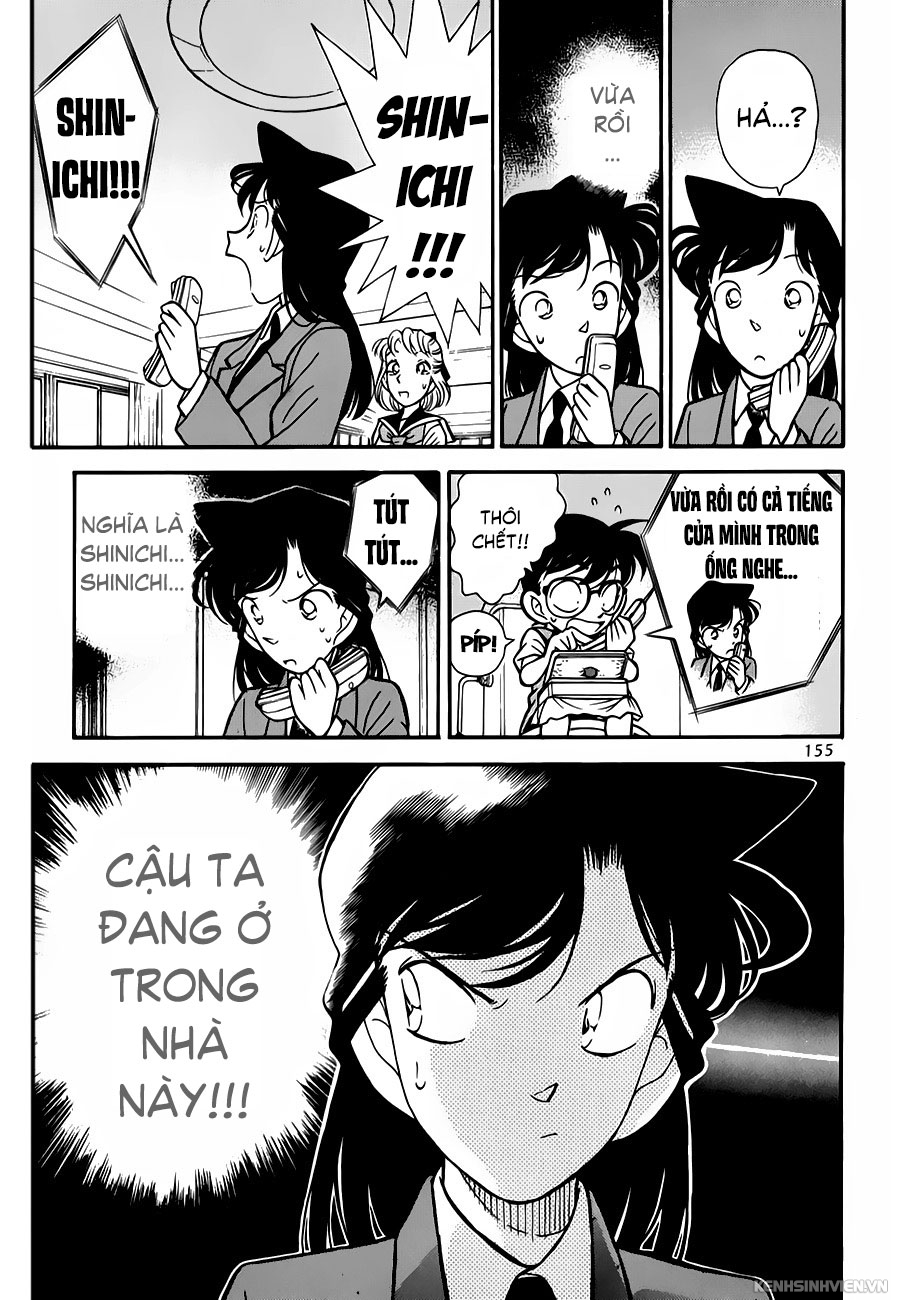 HẢ...?
VỪA
RỒI
...
SHIN-
ICHI
!!!
SHIN-
ICHI!!!
VỪA RỒI CÓ CẢ TIẾNG
CỦA MÌNH TRONG
ỐNG NGHE...
THÔI
CHẾT!!
PÍP!
TÚT
TÚT...
NGHĨA LÀ
SHINICHI...
SHINICHI...
155
CẬU TA
ĐANG Ở
TRONG
NHÀ
NÀY!!!
KENHSINHVIEN.VN